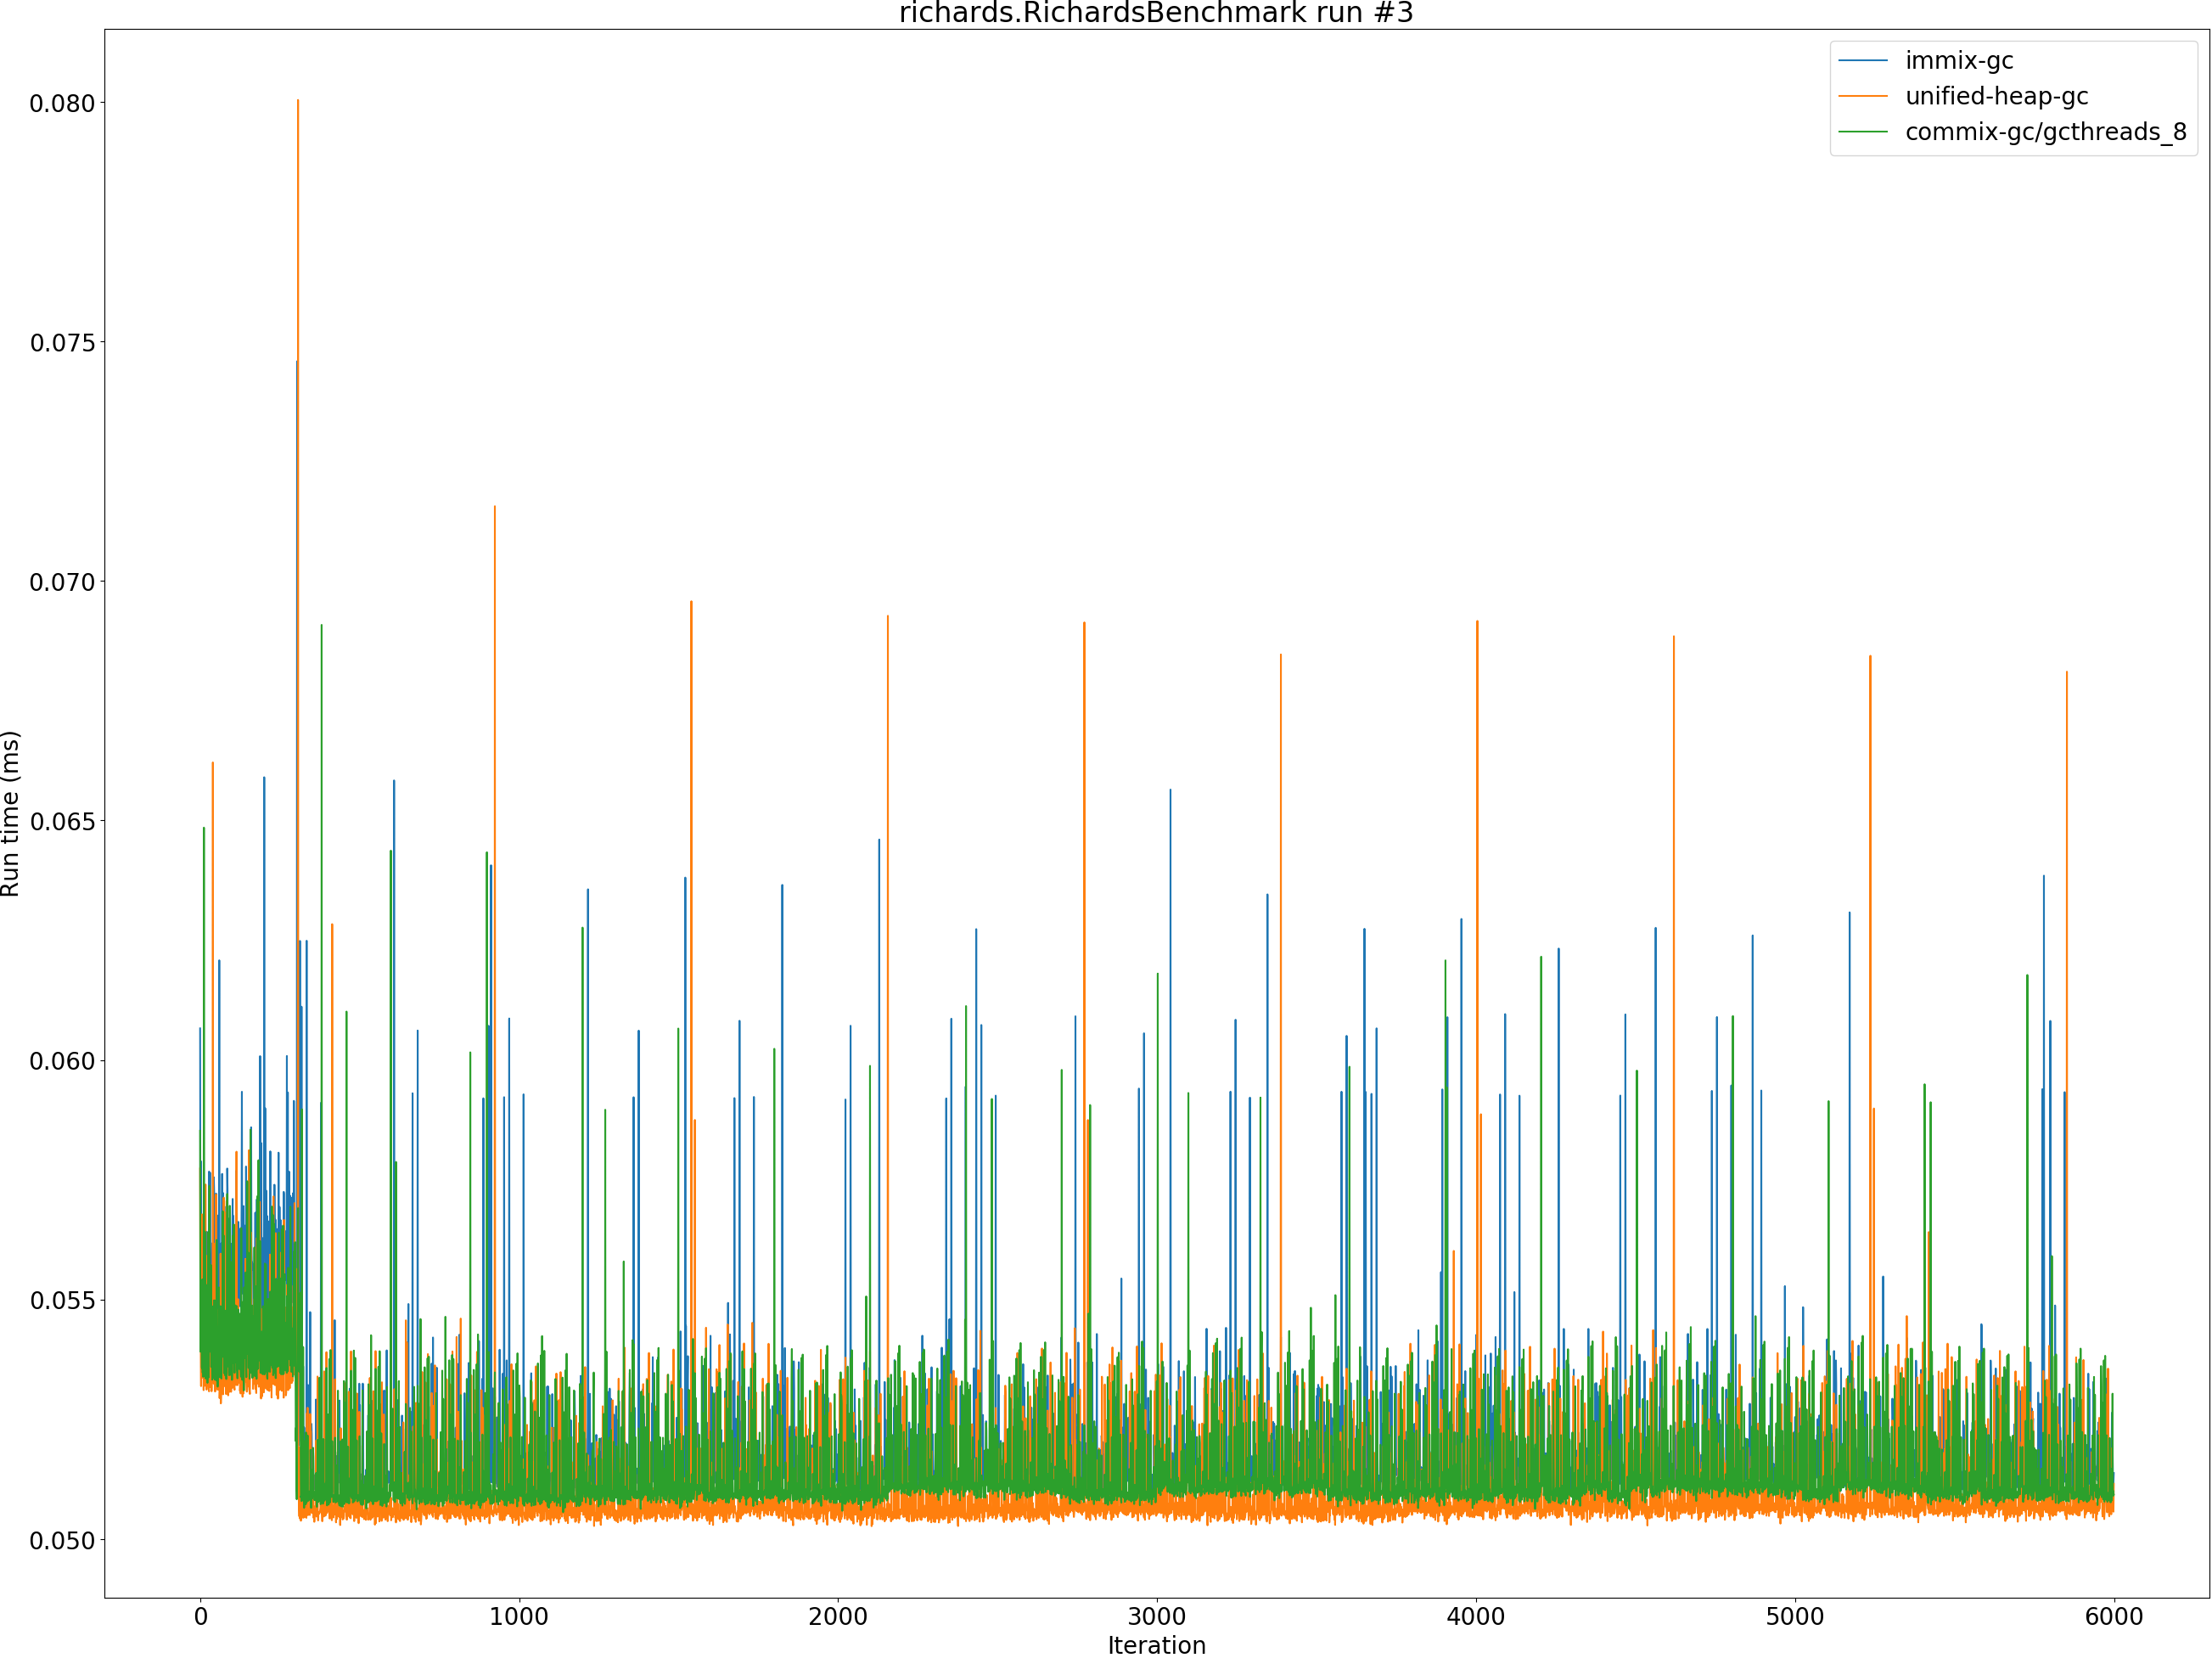 richards.RichardsBenchmark run #3
immix-gc
unified-heap-gc
commix-gc/gcthreads_8
0.080
0.075
0.070
0.065
0.060
0.055
0.050
Run time (ms)
0 1000 2000 3000 4000 5000 6000
Iteration